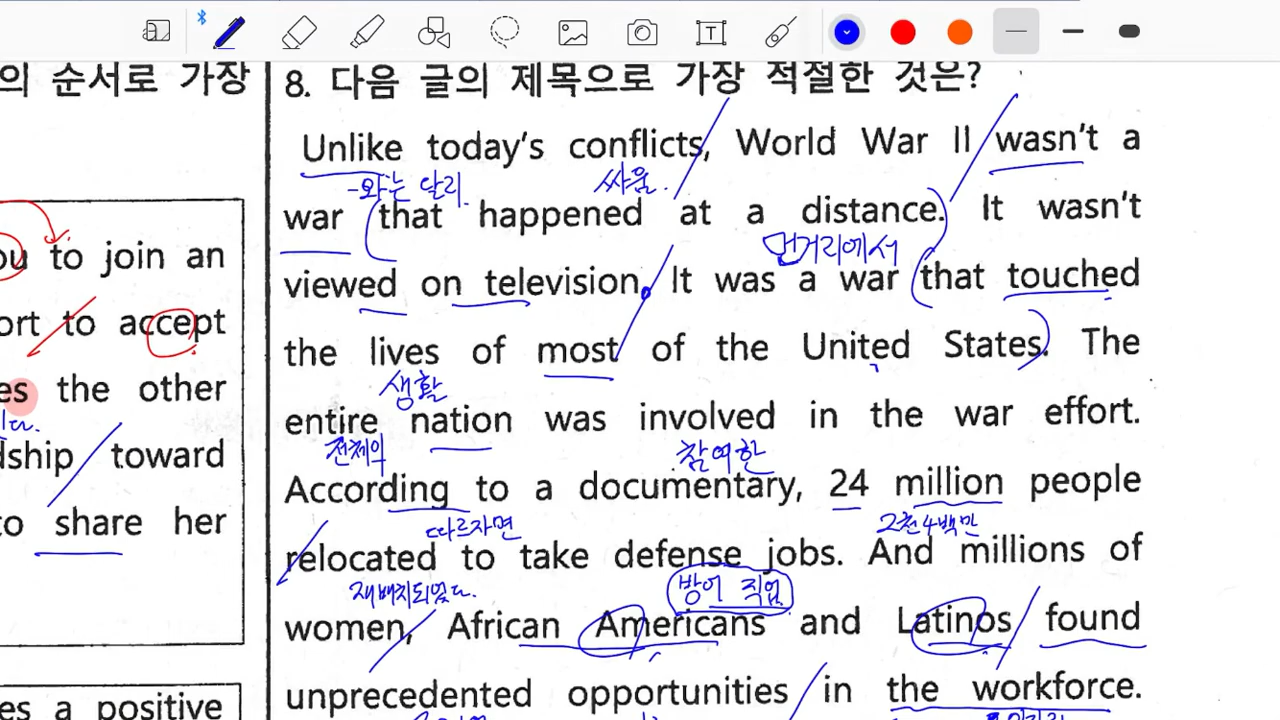 의 순서로 가장
ou to join an
ort to accept
es the other
dship toward
to share her
es a positive
8. 다음 글의 제목으로 가장 적절한 것은?
Unlike today's conflicts, World War II wasn't a
-와는 달리 싸움.
war (that happened at a distance.) It wasn't
먼거리에서
viewed on television. It was a war (that touched
the lives of most of the United States.) The
생활
entire nation was involved in the war effort.
전체의 참여한
According to a documentary, 24 million people
따르자면 2천4백만
relocated to take defense jobs. And millions of
재배치되었다. 방어 직업
women, African Americans and Latinos found
unprecedented opportunities in the workforce.